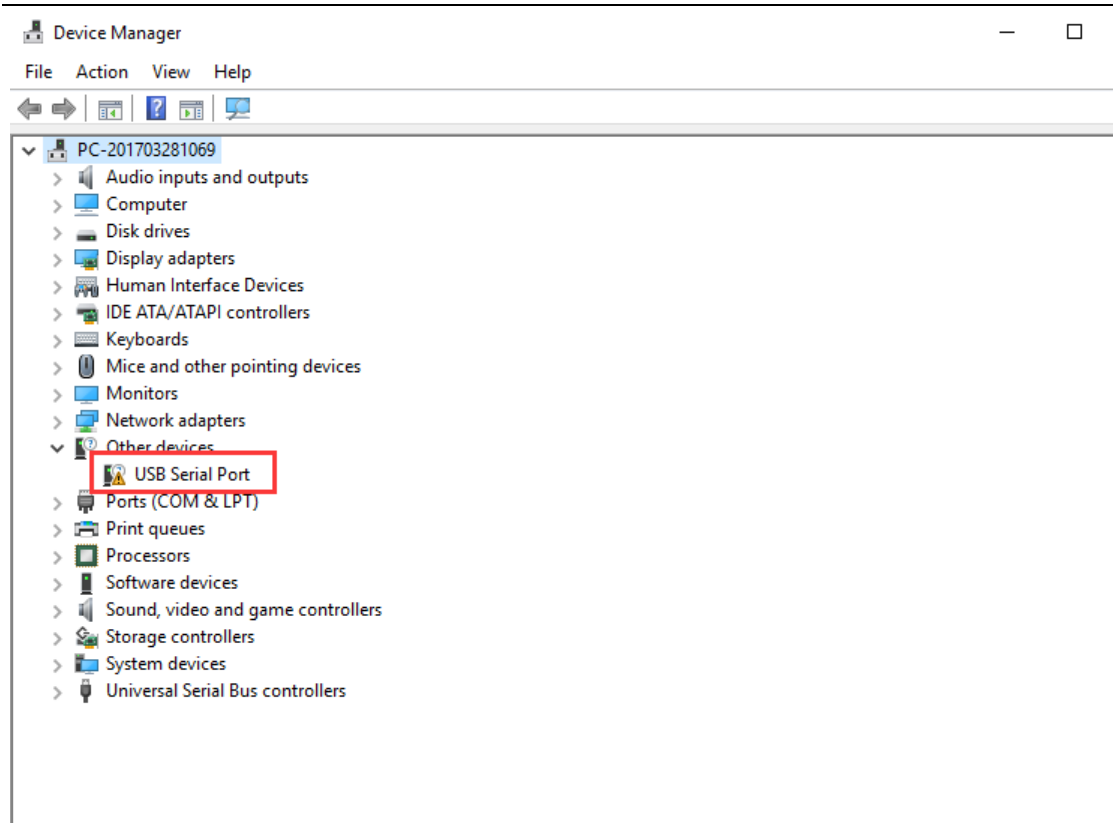 Device Manager
File Action View Help
PC-201703281069
Audio inputs and outputs
Computer
Disk drives
Display adapters
Human Interface Devices
IDE ATA/ATAPI controllers
Keyboards
Mice and other pointing devices
Monitors
Network adapters
Other devices
USB Serial Port
Ports (COM & LPT)
Print queues
Processors
Software devices
Sound, video and game controllers
Storage controllers
System devices
Universal Serial Bus controllers